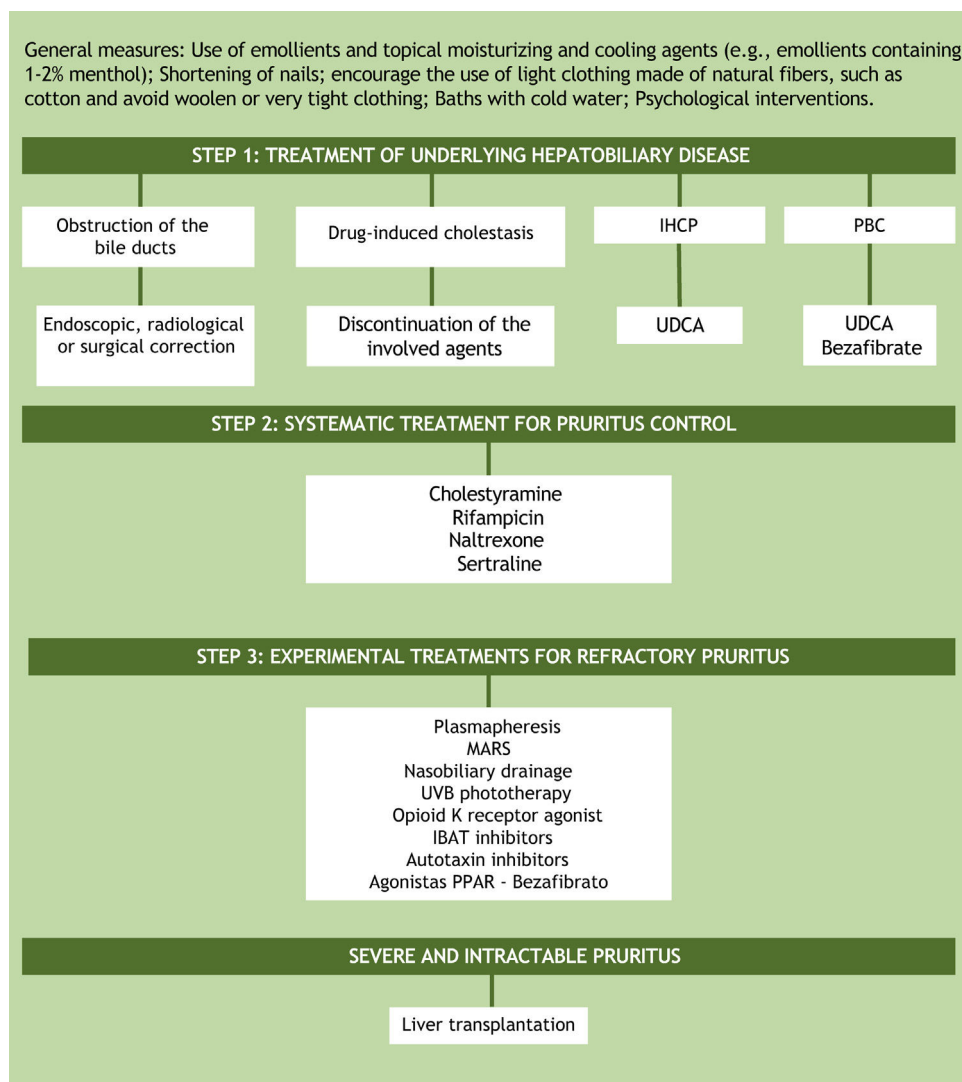 General measures: Use of emollients and topical moisturizing and cooling agents (e.g., emollients containing
1-2% menthol); Shortening of nails; encourage the use of light clothing made of natural fibers, such as
cotton and avoid woolen or very tight clothing; Baths with cold water; Psychological interventions.
STEP 1: TREATMENT OF UNDERLYING HEPATOBILIARY DISEASE
Obstruction of the
bile ducts
Drug-induced cholestasis
IHCP
PBC
Endoscopic, radiological
or surgical correction
Discontinuation of the
involved agents
UDCA
UDCA
Bezafibrate
STEP 2: SYSTEMATIC TREATMENT FOR PRURITUS CONTROL
Cholestyramine
Rifampicin
Naltrexone
Sertraline
STEP 3: EXPERIMENTAL TREATMENTS FOR REFRACTORY PRURITUS
Plasmapheresis
MARS
Nasobiliary drainage
UVB phototherapy
Opioid K receptor agonist
IBAT inhibitors
Autotaxin inhibitors
Agonistas PPAR - Bezafibrato
SEVERE AND INTRACTABLE PRURITUS
Liver transplantation